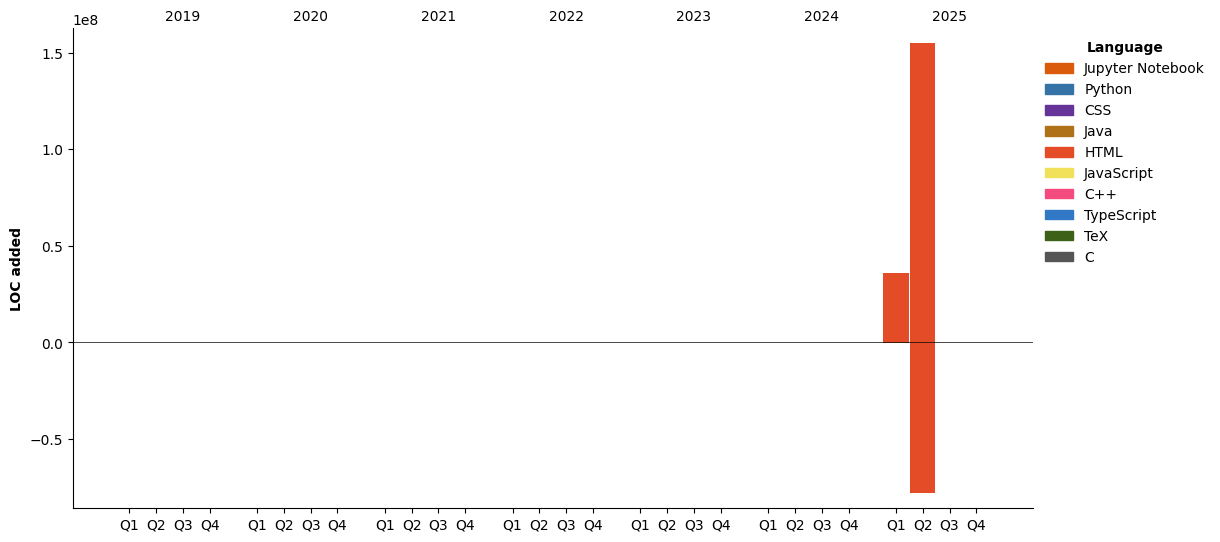 1e8
2019 2020 2021 2022 2023 2024 2025
1.5
1.0
0.5
0.0
−0.5
LOC added
Q1 Q2 Q3 Q4 Q1 Q2 Q3 Q4 Q1 Q2 Q3 Q4 Q1 Q2 Q3 Q4 Q1 Q2 Q3 Q4 Q1 Q2 Q3 Q4 Q1 Q2 Q3 Q4
Language
Jupyter Notebook
Python
CSS
Java
HTML
JavaScript
C++
TypeScript
TeX
C